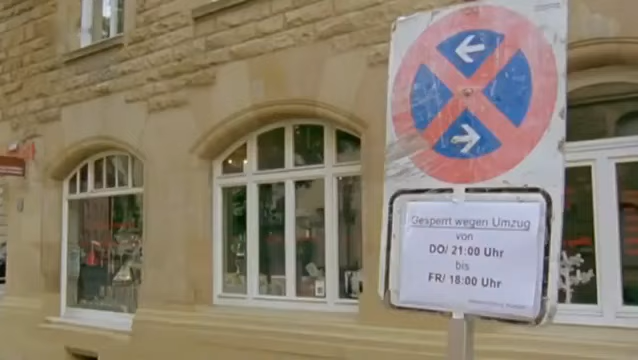 Gesperrt wegen Umzug
von
DO/ 21:00 Uhr
bis
FR/ 18:00 Uhr